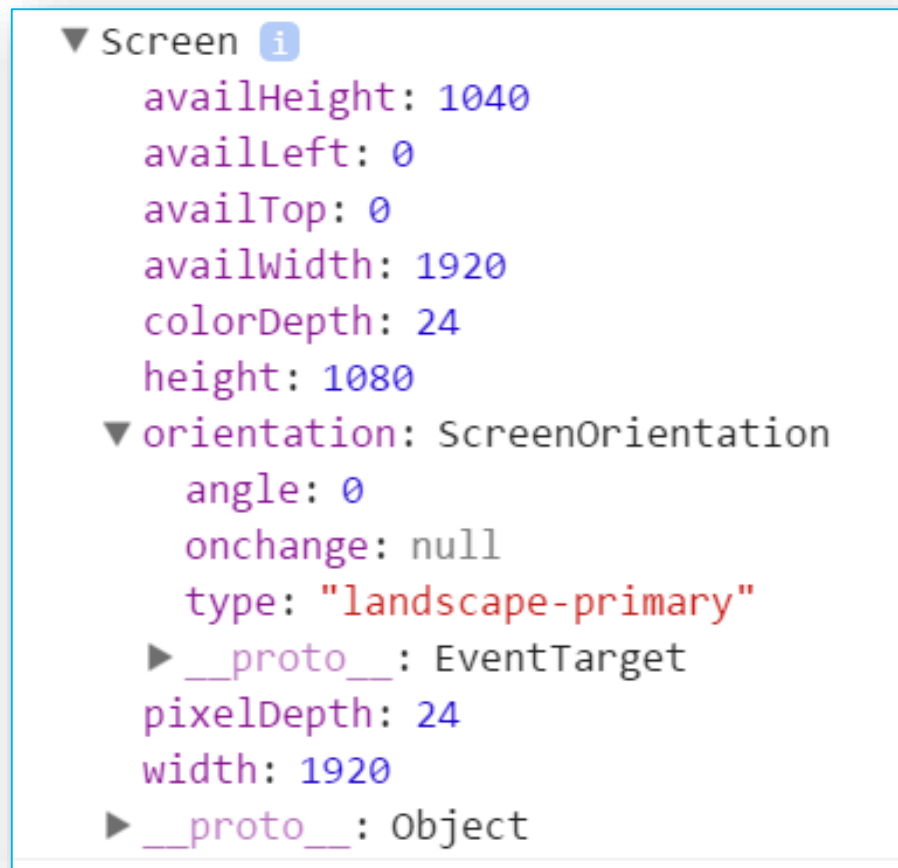 ▼ Screen i
availHeight: 1040
availLeft: 0
availTop: 0
availWidth: 1920
colorDepth: 24
height: 1080
▼ orientation: ScreenOrientation
angle: 0
onchange: null
type: "landscape-primary"
▶ __proto__: EventTarget
pixelDepth: 24
width: 1920
▶ __proto__: Object